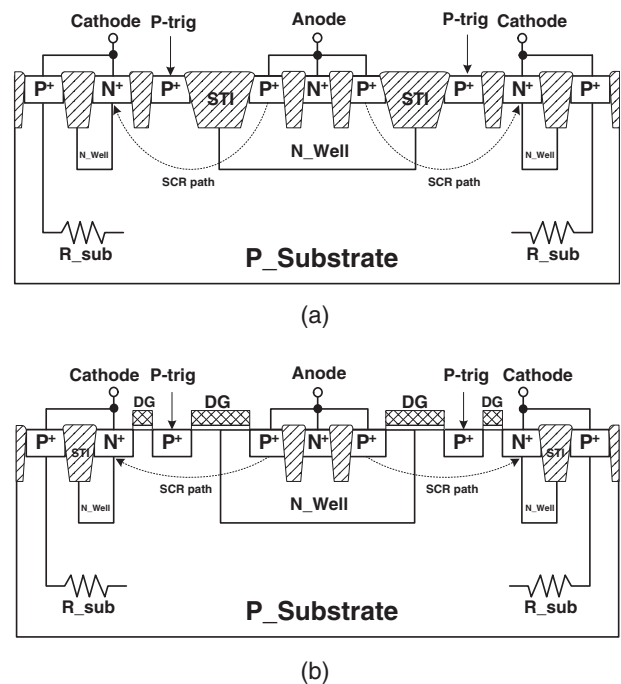 Cathode P-trig Anode P-trig Cathode
P+ N+ P+ STI P+ N+ P+ STI P+ N+ P+
N_Well N_Well N_Well
SCR path SCR path
R_sub R_sub
P_Substrate
(a)
Cathode DG P-trig DG Anode DG P-trig DG Cathode
P+ STI N+ P+ P+ N+ P+ P+ N+ STI P+
SCR path SCR path
N_Well N_Well N_Well
R_sub R_sub
P_Substrate
(b)